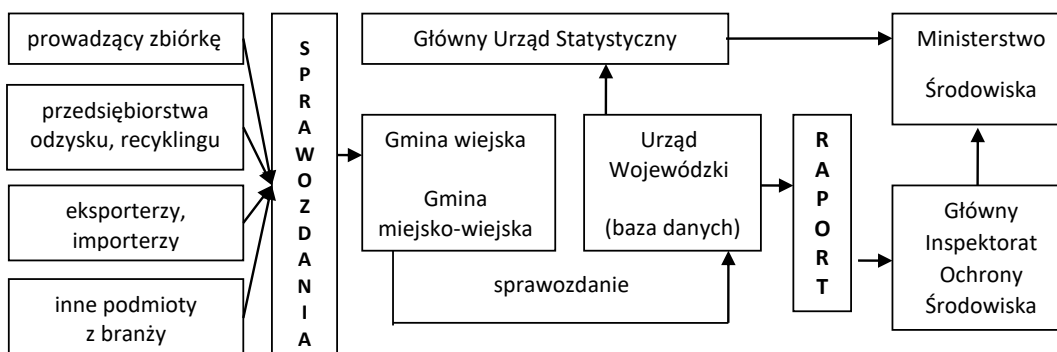 prowadzący zbiórkę
przedsiębiorstwa
odzysku, recyklingu
eksporterzy,
importerzy
inne podmioty
z branży
S
P
R
A
W
O
Z
D
A
N
I
A
Główny Urząd Statystyczny
Gmina wiejska
Gmina
miejsko-wiejska
sprawozdanie
Urząd
Wojewódzki
(baza danych)
R
A
P
O
R
T
Ministerstwo
Środowiska
Główny
Inspektorat
Ochrony
Środowiska